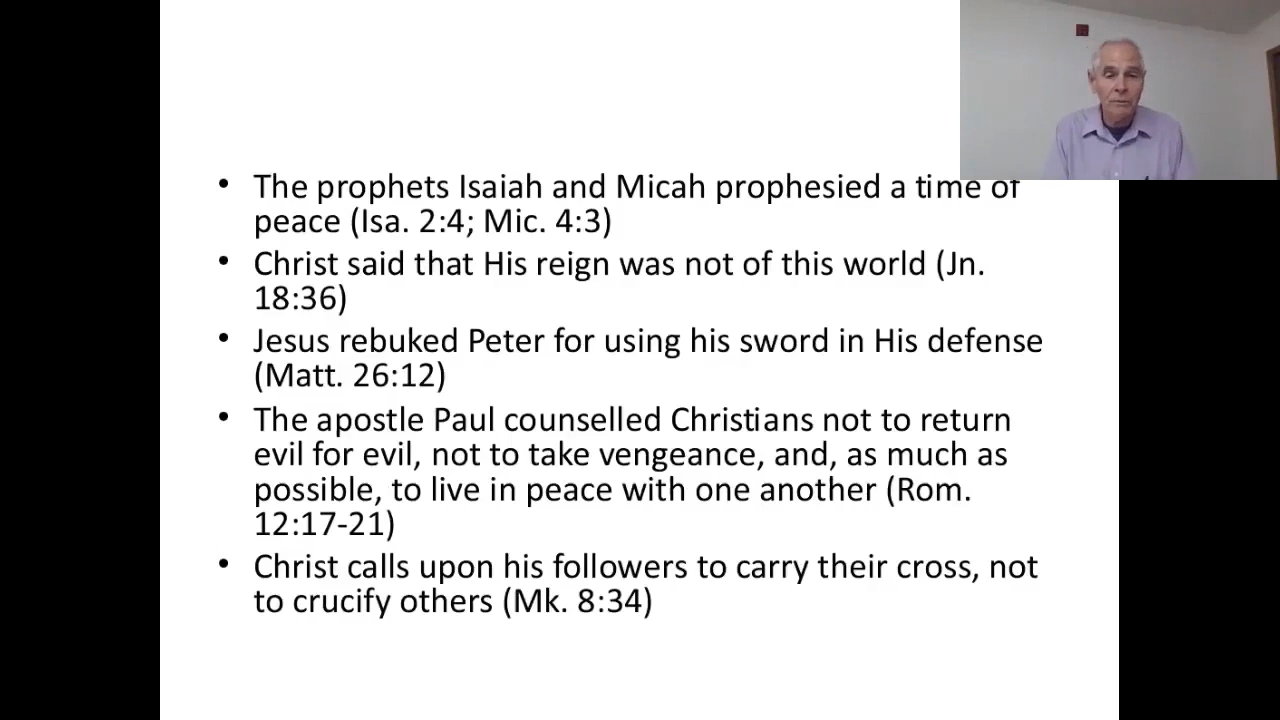 • The prophets Isaiah and Micah prophesied a time of
peace (Isa. 2:4; Mic. 4:3)
• Christ said that His reign was not of this world (Jn.
18:36)
• Jesus rebuked Peter for using his sword in His defense
(Matt. 26:12)
• The apostle Paul counselled Christians not to return
evil for evil, not to take vengeance, and, as much as
possible, to live in peace with one another (Rom.
12:17-21)
• Christ calls upon his followers to carry their cross, not
to crucify others (Mk. 8:34)